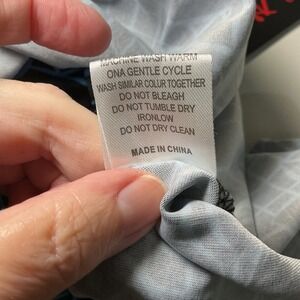 MACHINE WASH WARM
ONA GENTLE CYCLE
WASH SIMILAR COLUR TOGETHER
DO NOT BLEAGH
DO NOT TUMBLE DRY
IRONLOW
DO NOT DRY CLEAN
MADE IN CHINA